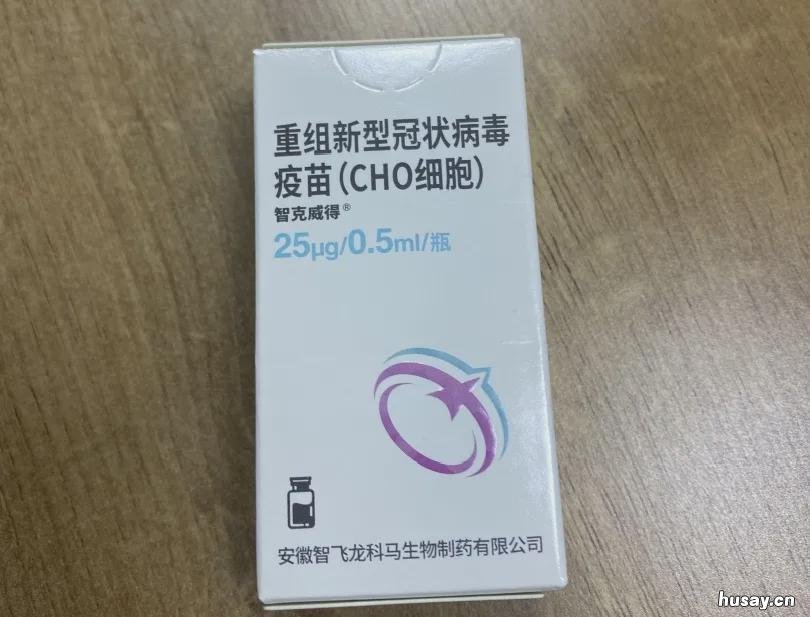 重组新型冠状病毒
疫苗(CHO细胞)
智克威得®
25μg/0.5ml/瓶
安徽智飞龙科马生物制药有限公司
husay.cn